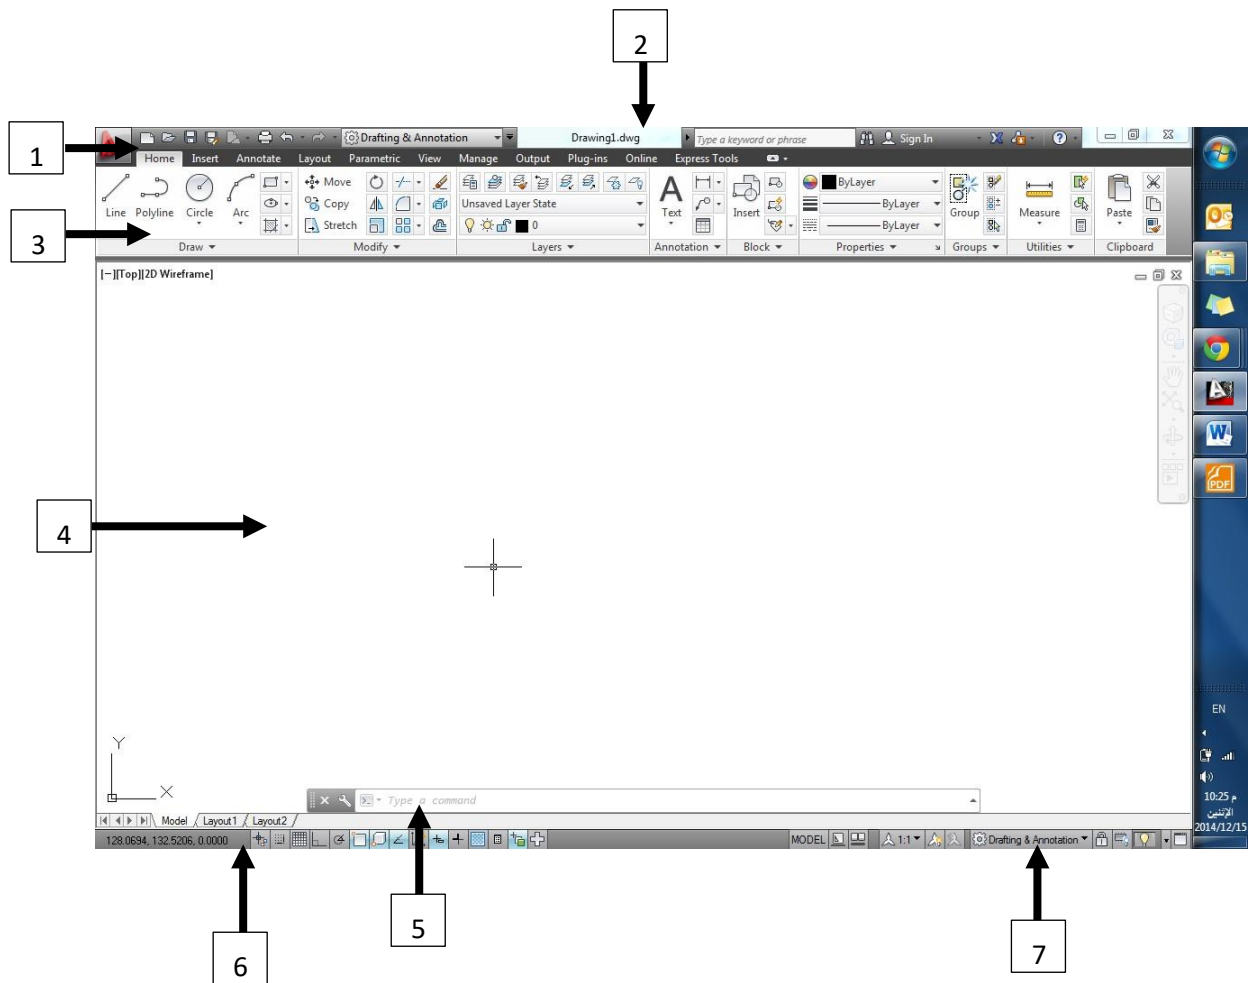 2
1
Drafting & Annotation
Drawing1.dwg
Type a keyword or phrase
Sign In
Home Insert Annotate Layout Parametric View Manage Output Plug-ins Online Express Tools
Move
Copy
Stretch
Line Polyline Circle Arc
Unsaved Layer State
0
Text
Insert
ByLayer
ByLayer
ByLayer
Group
Measure
Paste
3
Draw Modify Layers Annotation Block Properties Groups Utilities Clipboard
[−][Top][2D Wireframe]
4
Y
X
Type a command
Model Layout1 Layout2
128.0694, 132.5206, 0.0000
MODEL
1:1
Drafting & Annotation
EN
10:25 م
الإثنين
2014/12/15
W
PDF
5
6
7